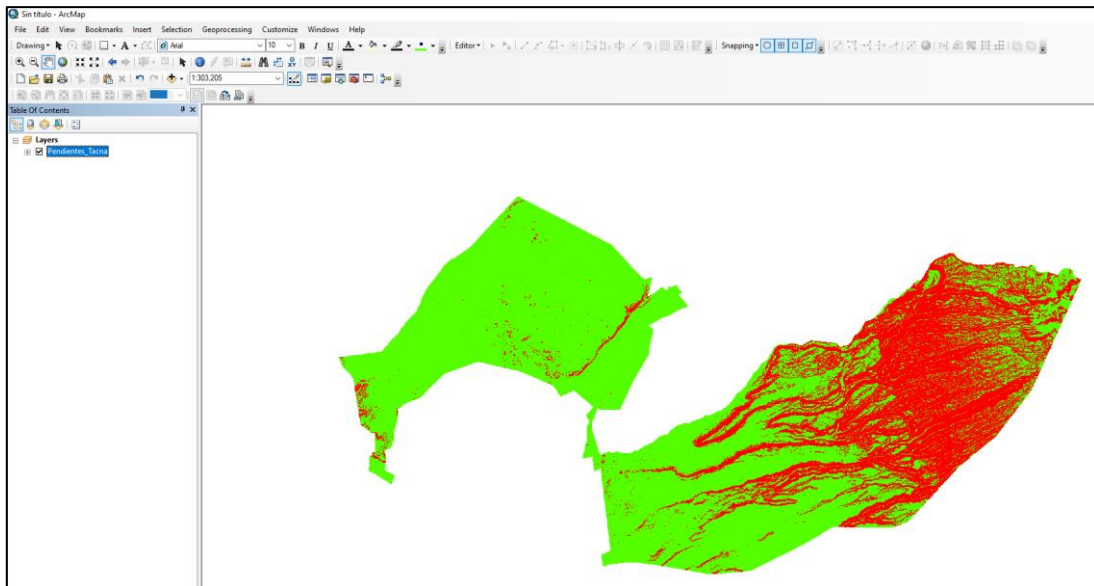 Sin título - ArcMap
File Edit View Bookmarks Insert Selection Geoprocessing Customize Windows Help
Drawing Arial 10 B I U A Editor Snapping
1:303,205
Table Of Contents
Layers
Pendientes_Tacna